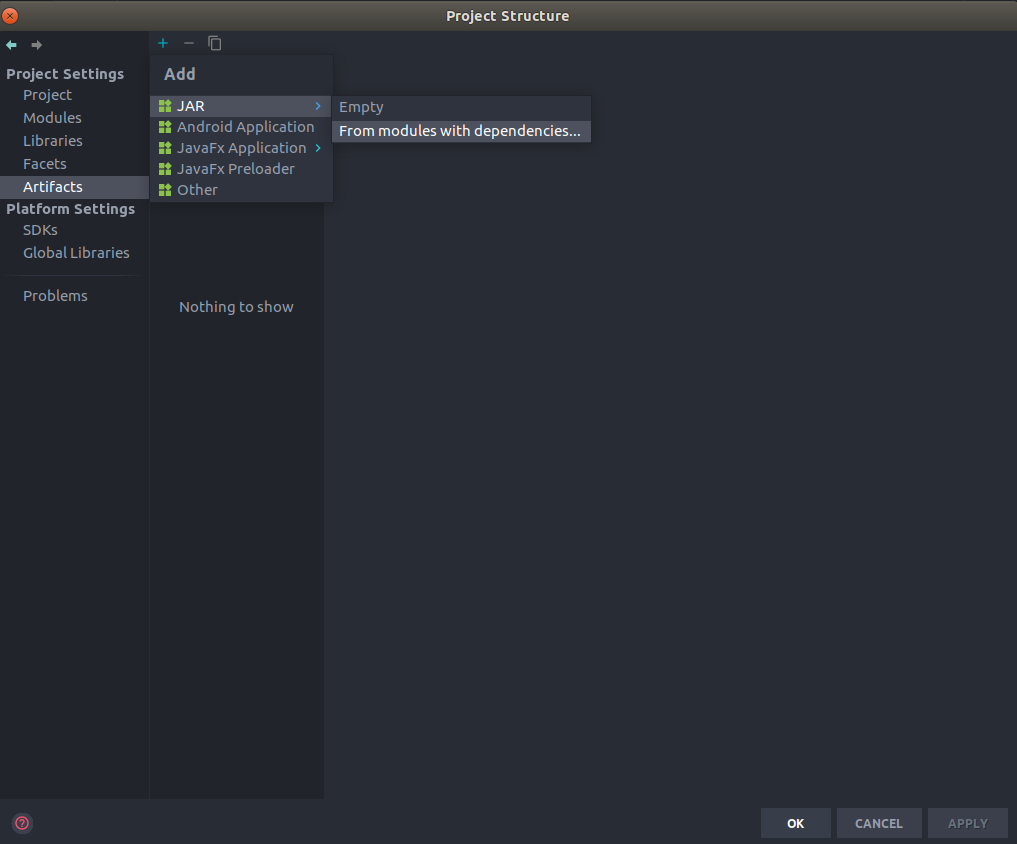 Project Structure
Project Settings
Project
Modules
Libraries
Facets
Artifacts
Platform Settings
SDKs
Global Libraries
Problems
Add
JAR
Android Application
JavaFx Application
JavaFx Preloader
Other
Empty
From modules with dependencies...
Nothing to show
OK
CANCEL
APPLY